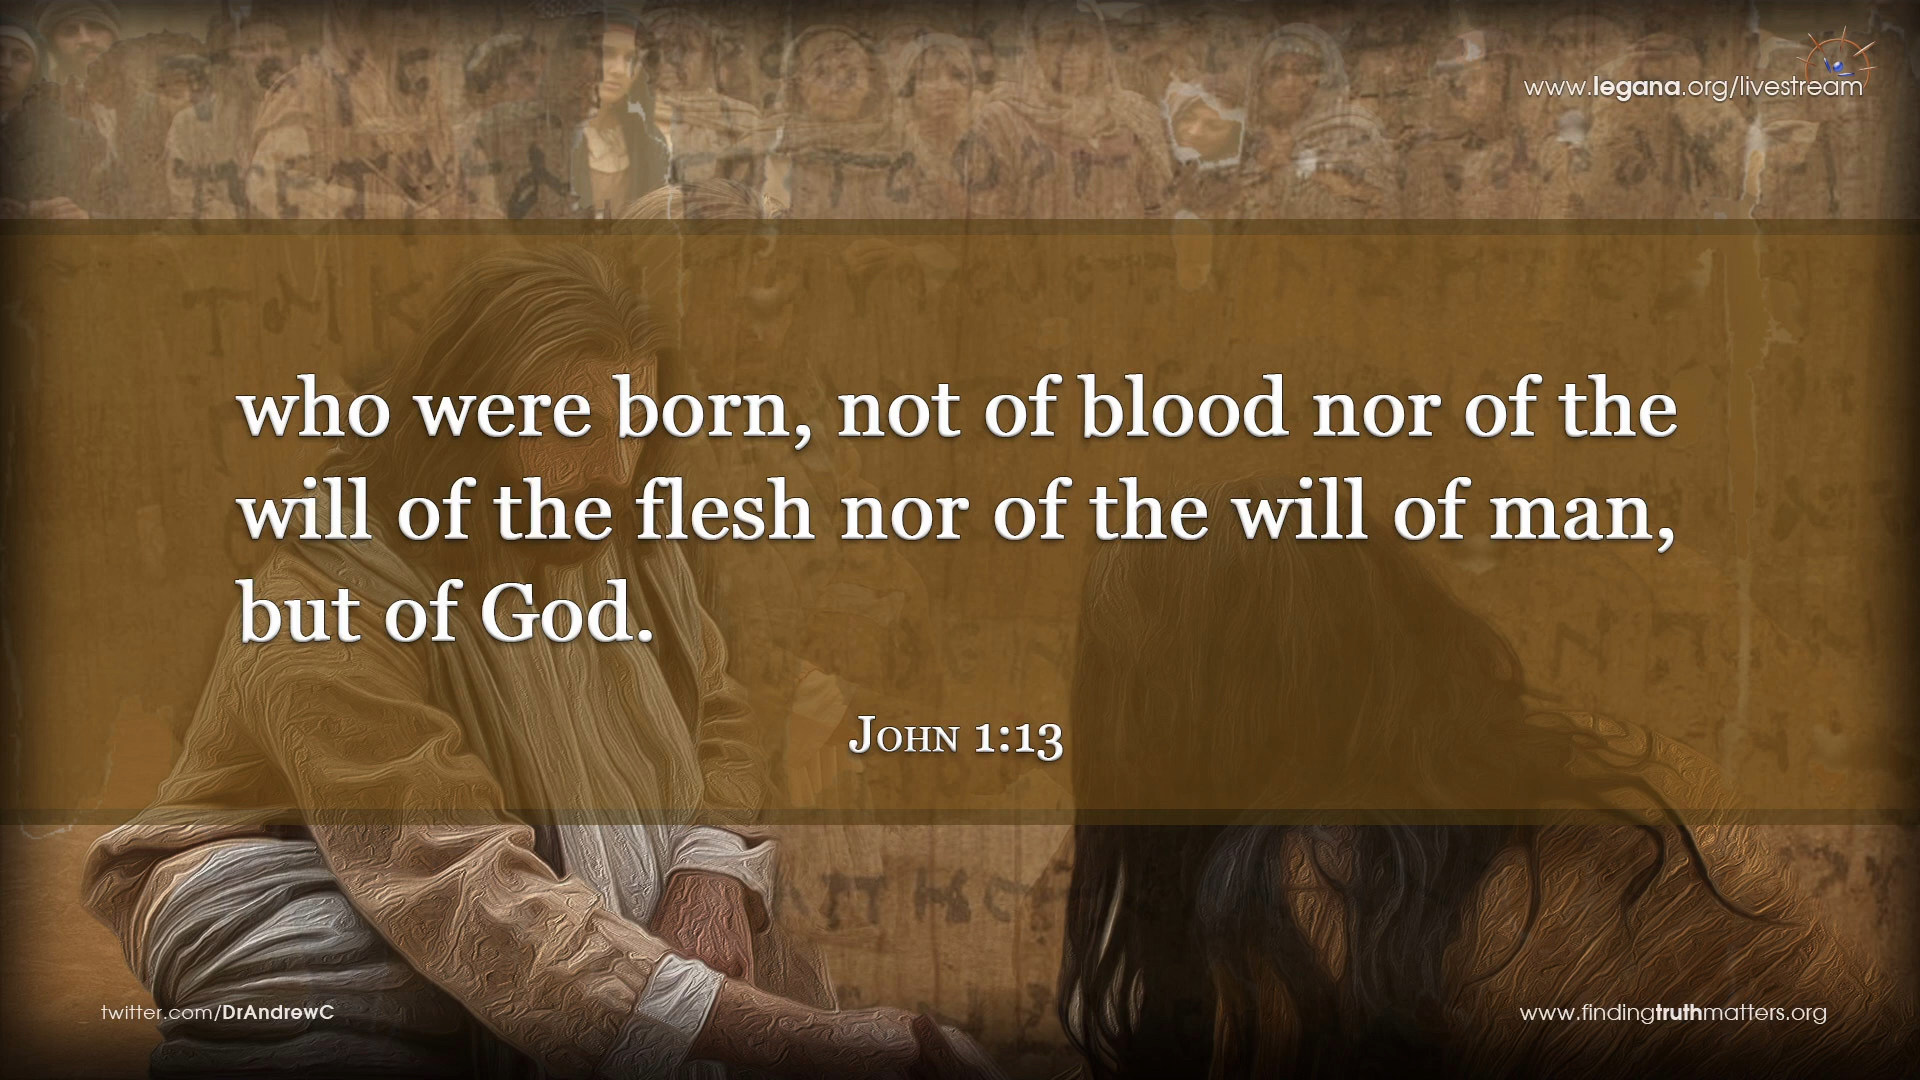 www.legana.org/livestream
who were born, not of blood nor of the
will of the flesh nor of the will of man,
but of God.
John 1:13
twitter.com/DrAndrewC
www.findingtruthmatters.org